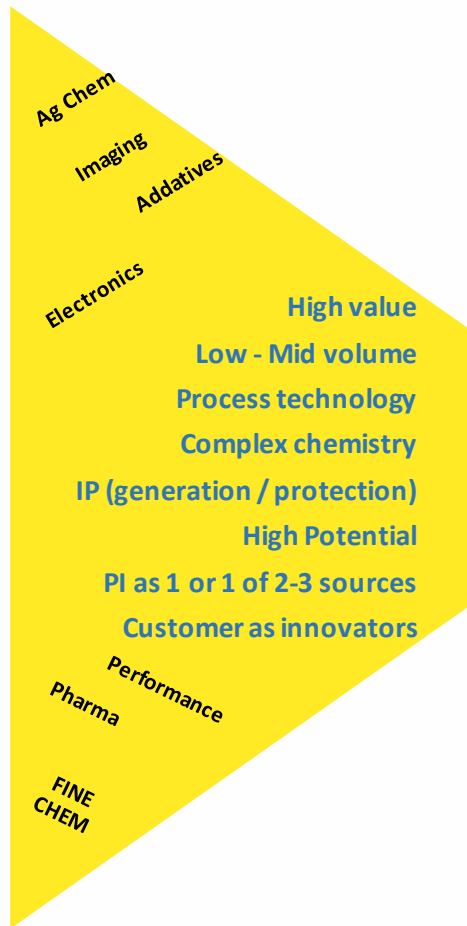 Ag Chem
Imaging
Addatives
Electronics
High value
Low - Mid volume
Process technology
Complex chemistry
IP (generation / protection)
High Potential
PI as 1 or 1 of 2-3 sources
Customer as innovators
Performance
Pharma
FINE
CHEM